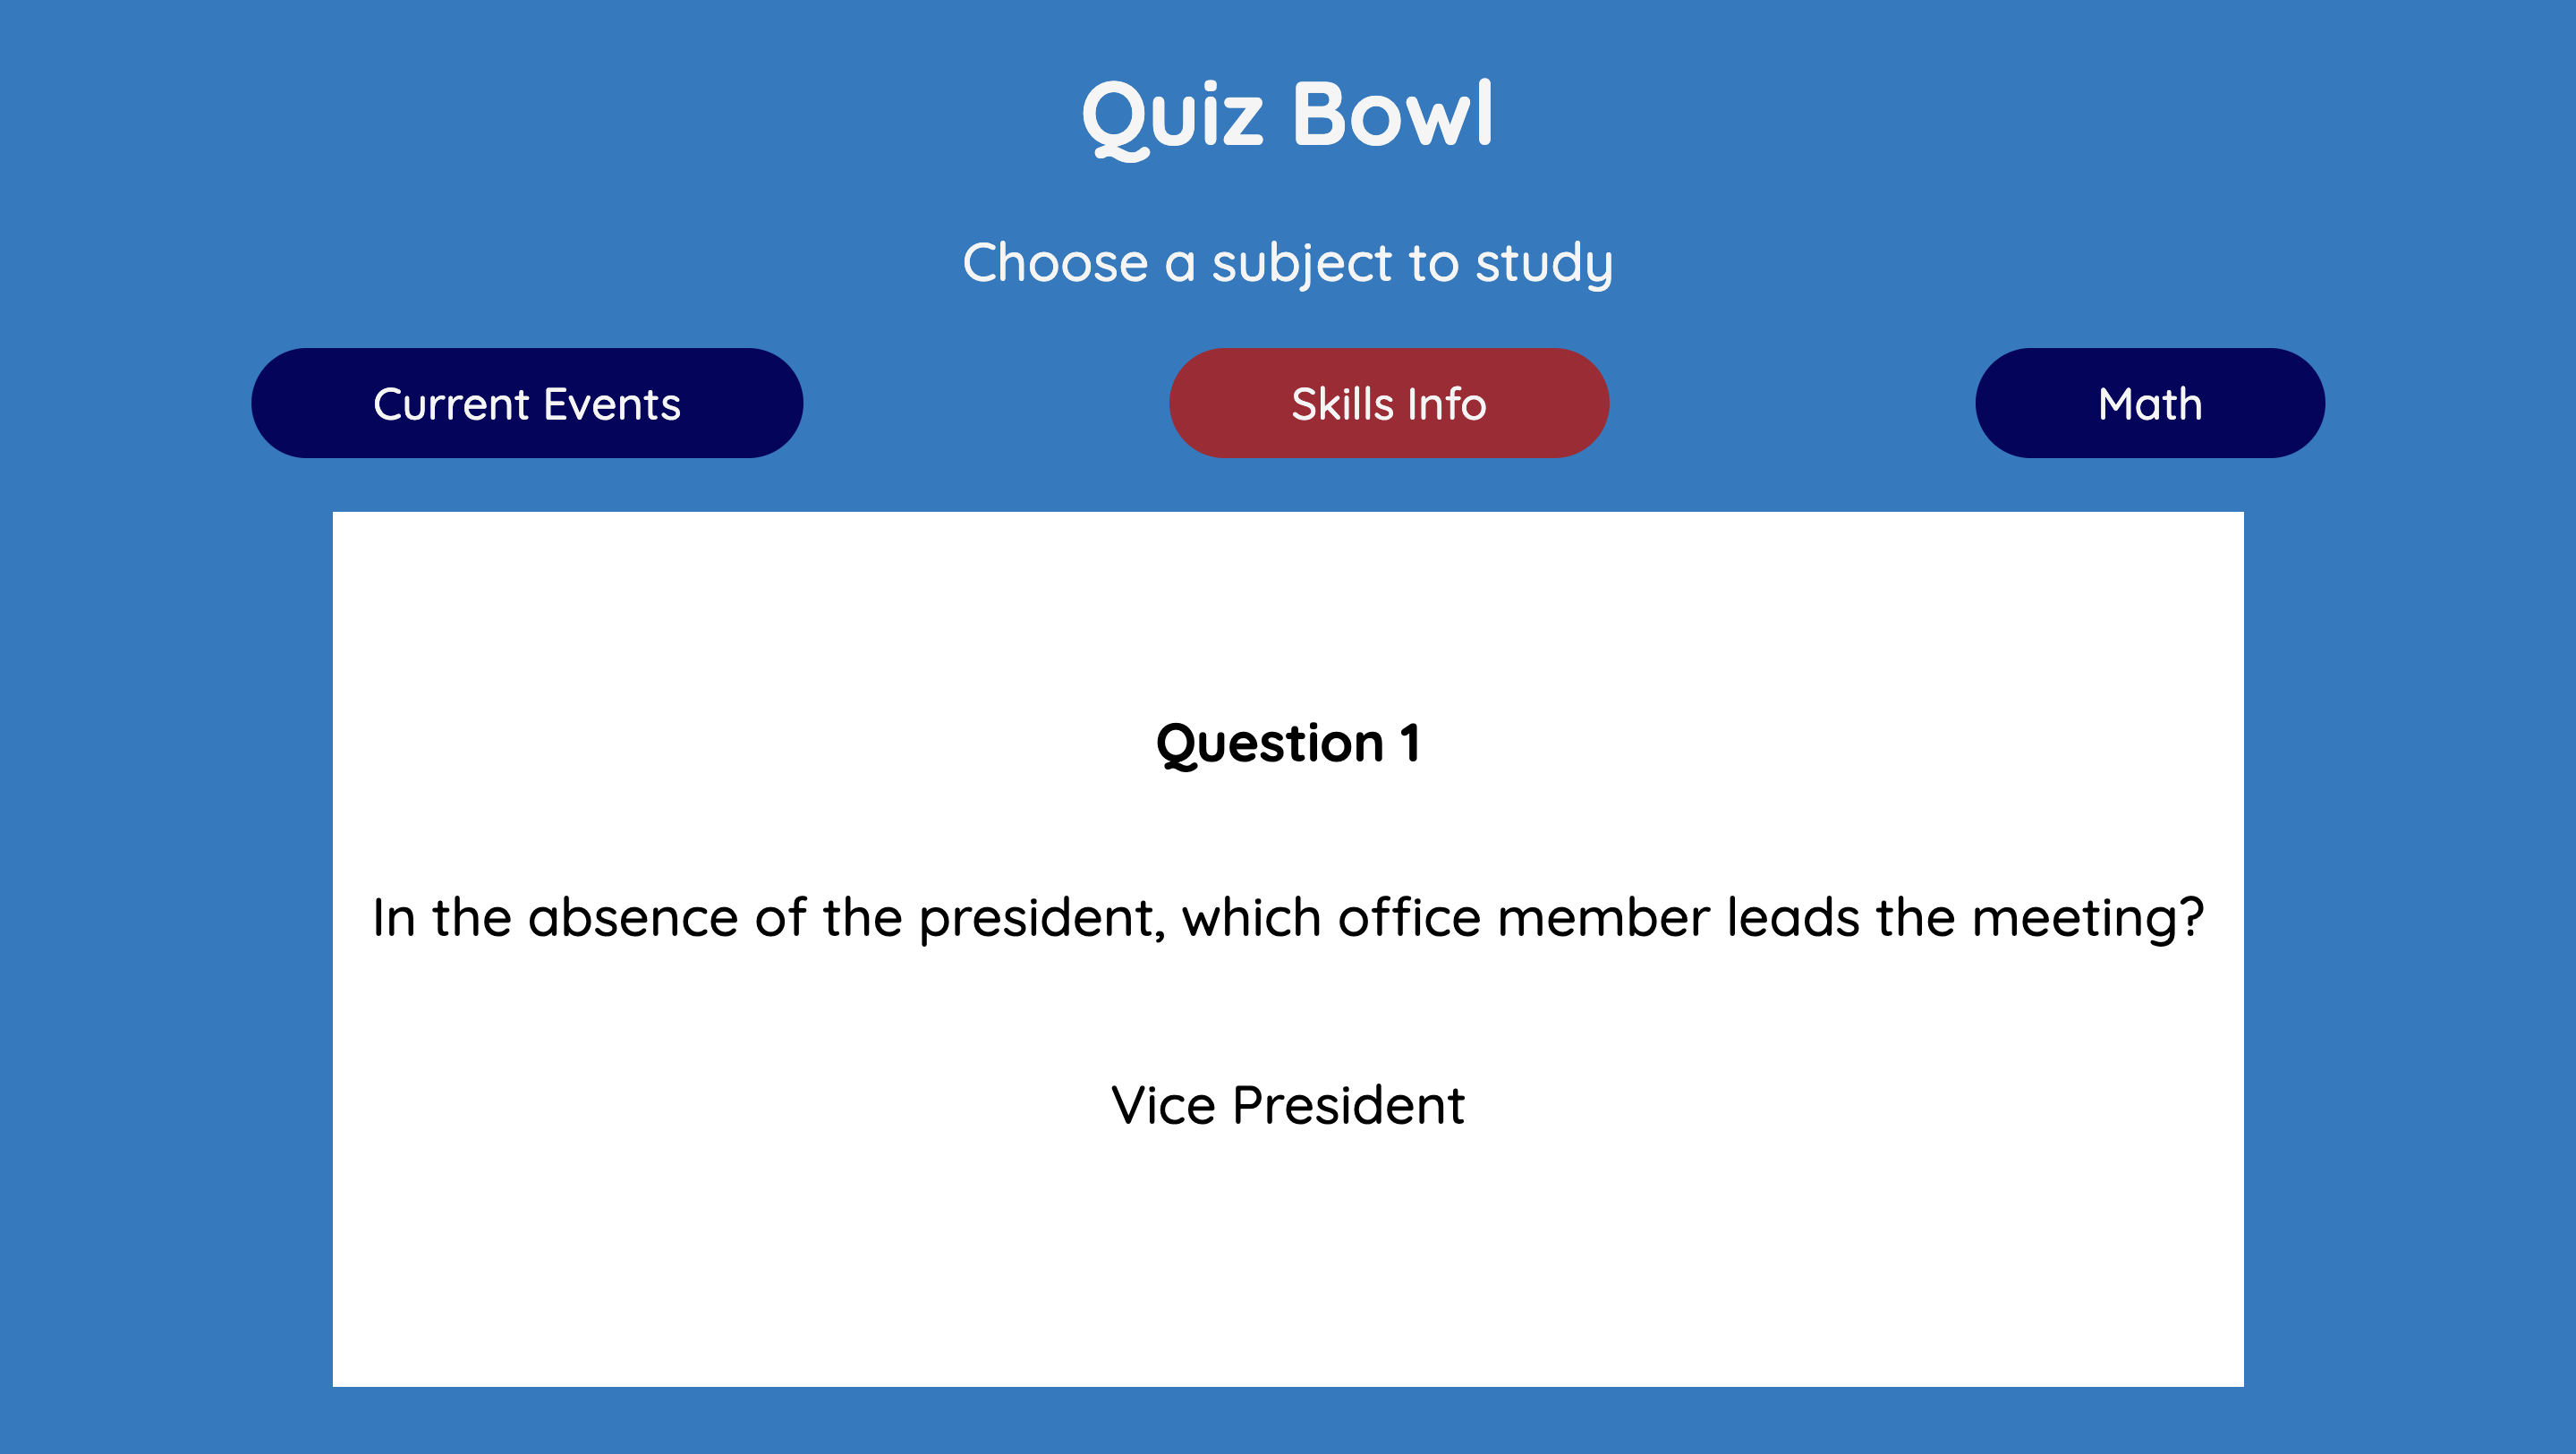 Quiz Bowl
Choose a subject to study
Current Events
Skills Info
Math
Question 1
In the absence of the president, which office member leads the meeting?
Vice President